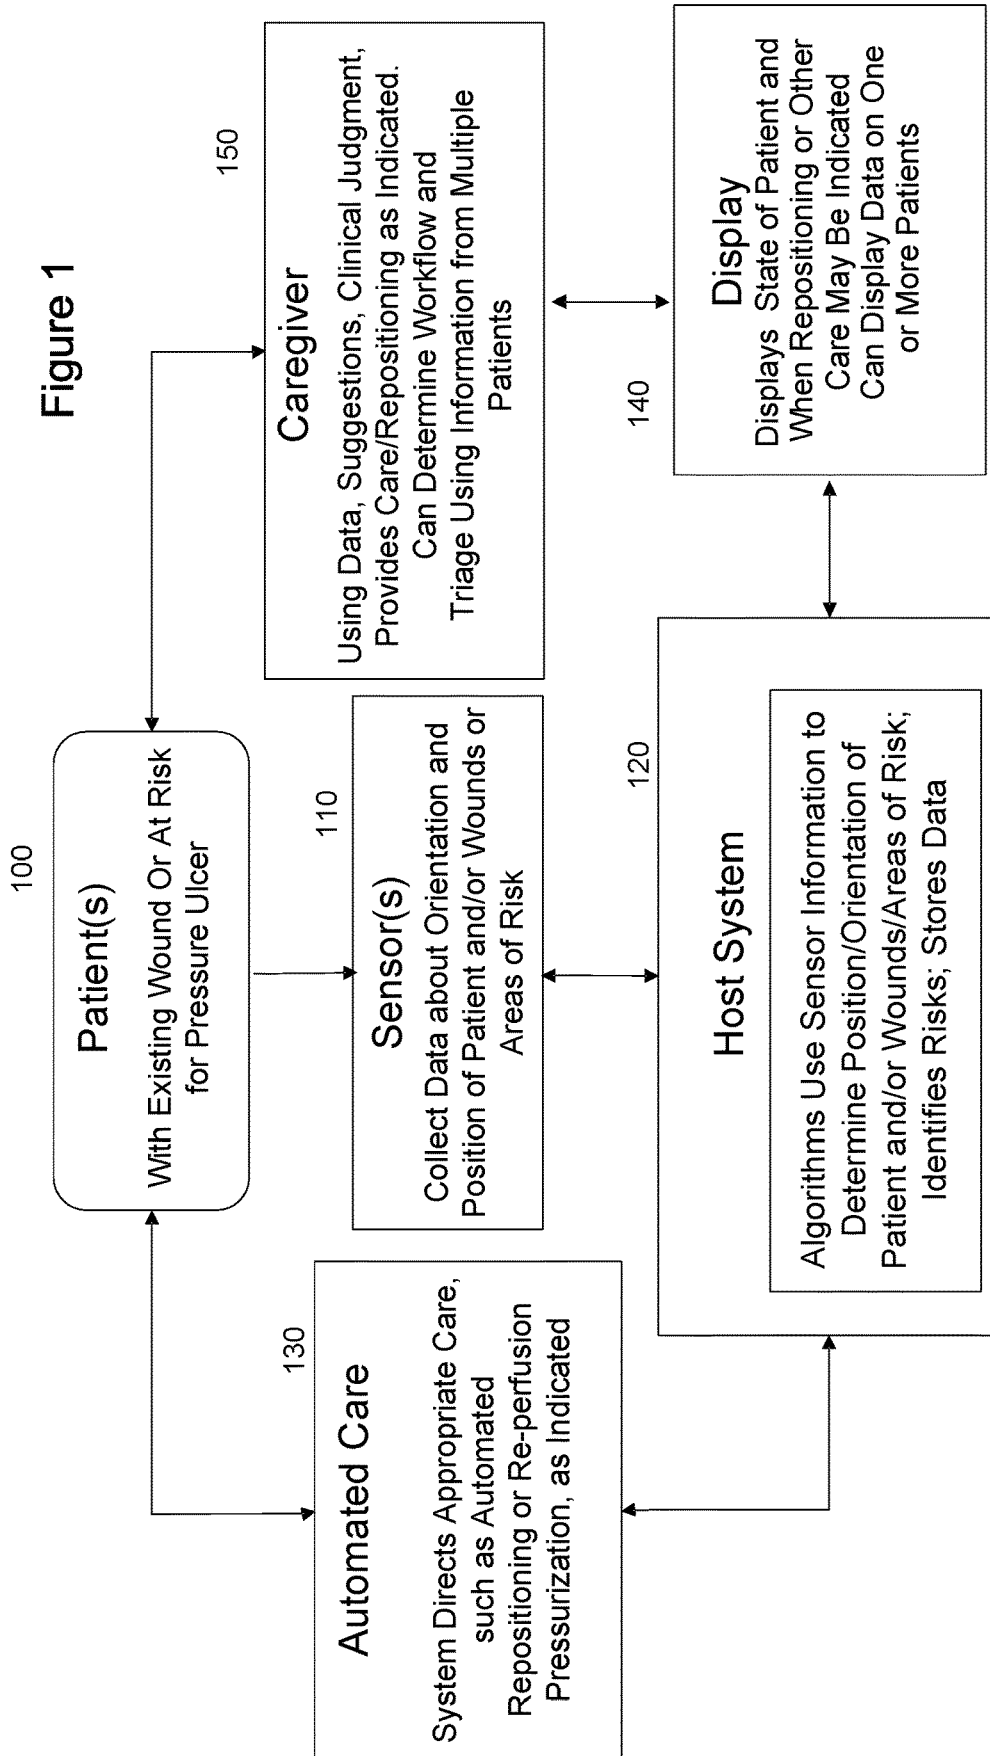 Figure 1
100
Patient(s)
With Existing Wound Or At Risk
for Pressure Ulcer
130
Automated Care
System Directs Appropriate Care,
such as Automated
Repositioning or Re-perfusion
Pressurization, as Indicated
110
Sensor(s)
Collect Data about Orientation and
Position of Patient and/or Wounds or
Areas of Risk
150
Caregiver
Using Data, Suggestions, Clinical Judgment,
Provides Care/Repositioning as Indicated.
Can Determine Workflow and
Triage Using Information from Multiple
Patients
120
Host System
Algorithms Use Sensor Information to
Determine Position/Orientation of
Patient and/or Wounds/Areas of Risk;
Identifies Risks; Stores Data
140
Display
Displays State of Patient and
When Repositioning or Other
Care May Be Indicated
Can Display Data on One
or More Patients